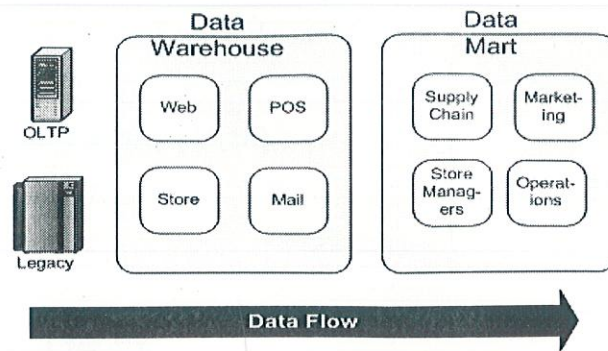 Data
Warehouse
Data
Mart
OLTP
Web
POS
Store
Mail
Supply
Chain
Market-
ing
Store
Manag-
ers
Operat-
ions
Legacy
Data Flow